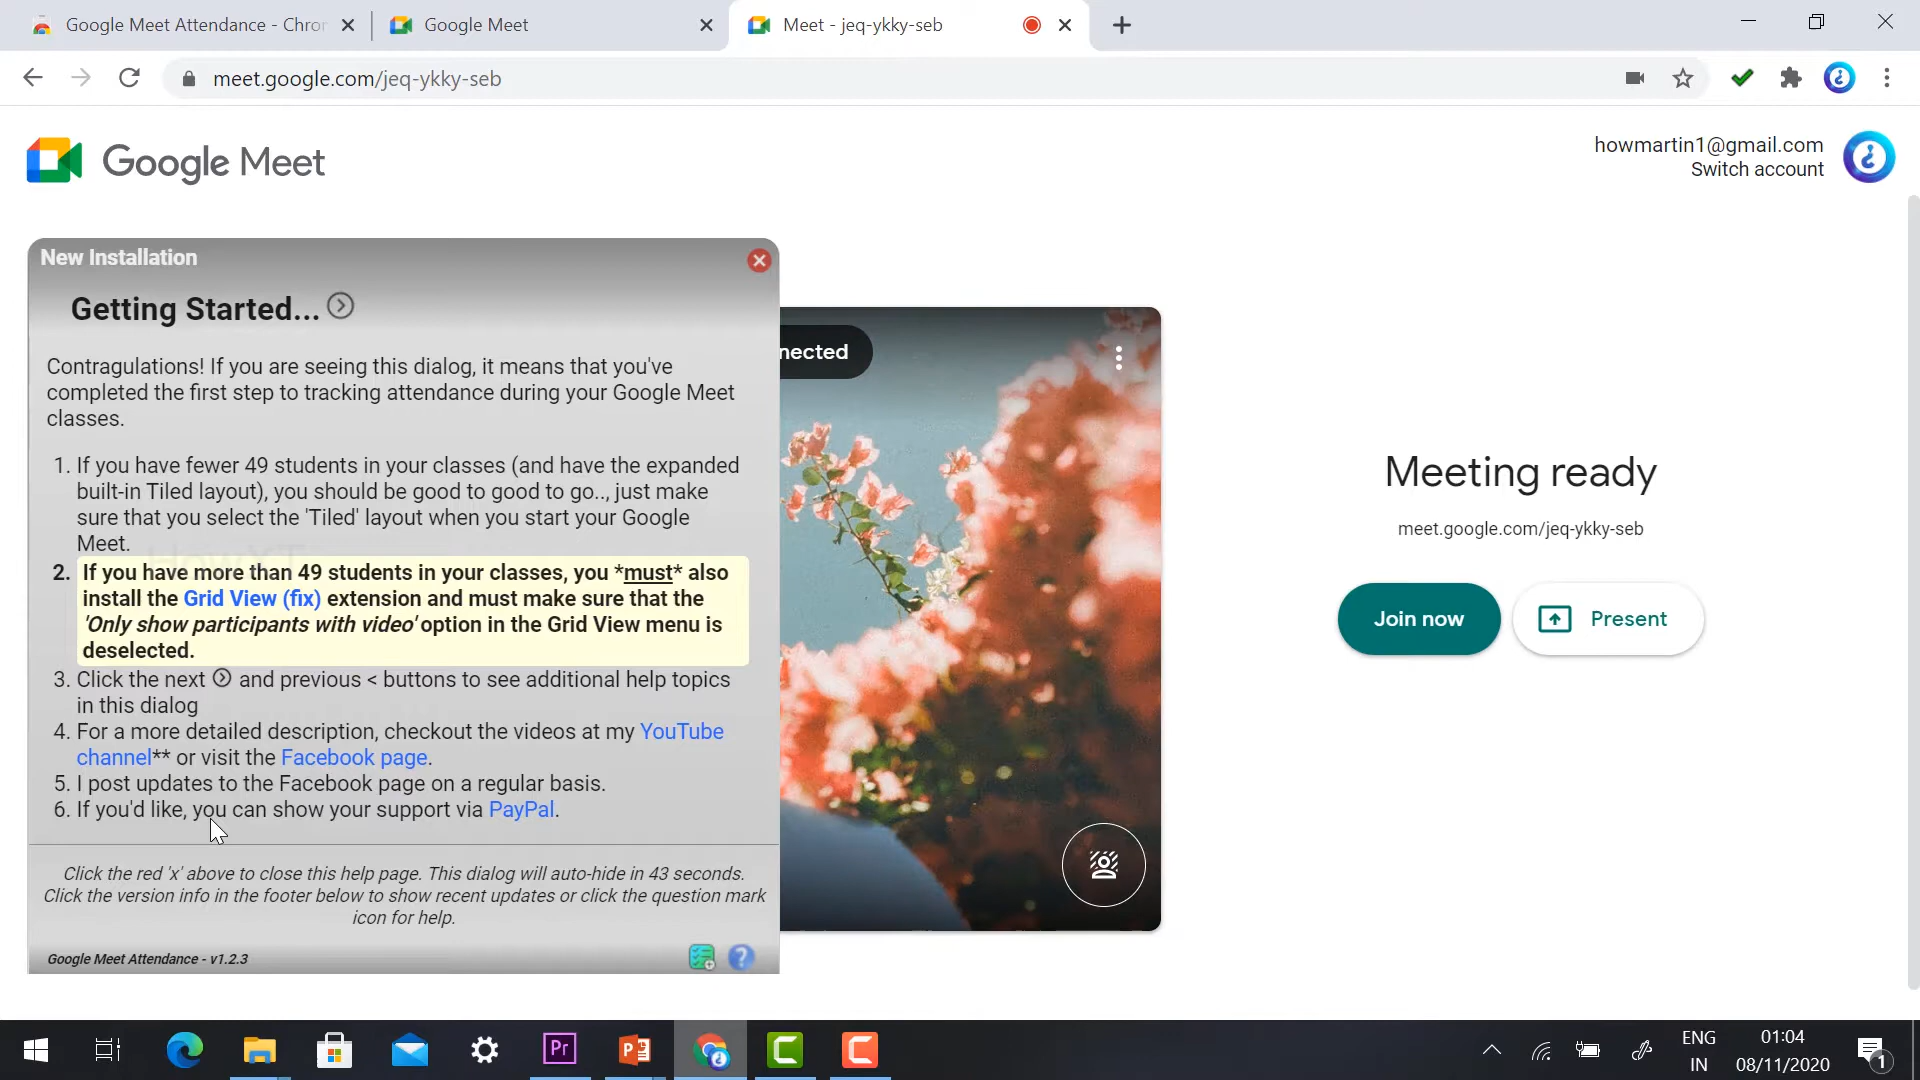 Google Meet Attendance - Chron
Google Meet
Meet - jeq-ykky-seb
meet.google.com/jeq-ykky-seb
Google Meet
howmartin1@gmail.com
Switch account
New Installation
Getting Started...
Contragulations! If you are seeing this dialog, it means that you've
completed the first step to tracking attendance during your Google Meet
classes.
1. If you have fewer 49 students in your classes (and have the expanded
built-in Tiled layout), you should be good to good to go.., just make
sure that you select the 'Tiled' layout when you start your Google
Meet.
2. If you have more than 49 students in your classes, you *must* also
install the Grid View (fix) extension and must make sure that the
'Only show participants with video' option in the Grid View menu is
deselected.
3. Click the next and previous < buttons to see additional help topics
in this dialog
4. For a more detailed description, checkout the videos at my YouTube
channel** or visit the Facebook page.
5. I post updates to the Facebook page on a regular basis.
6. If you'd like, you can show your support via PayPal.
Click the red 'x' above to close this help page. This dialog will auto-hide in 43 seconds.
Click the version info in the footer below to show recent updates or click the question mark
icon for help.
Google Meet Attendance - v1.2.3
nected
Meeting ready
meet.google.com/jeq-ykky-seb
Join now
Present
Pr
ENG
IN
01:04
08/11/2020
1